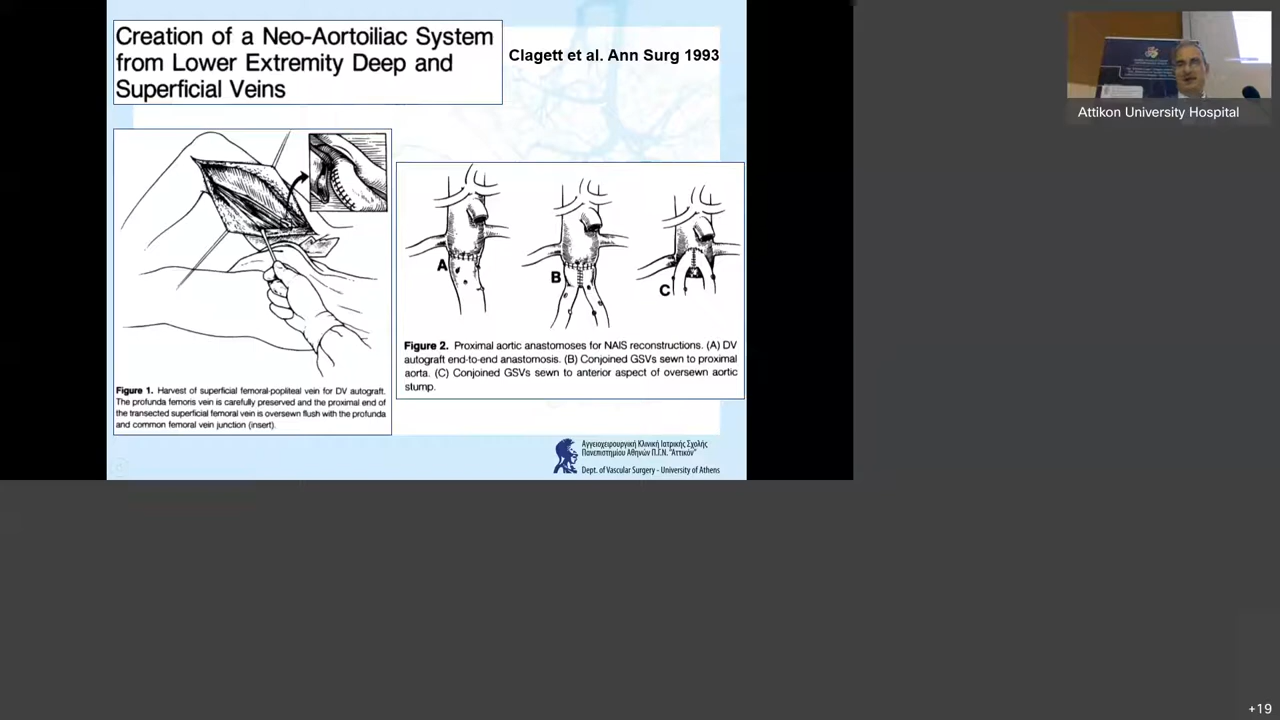 Creation of a Neo-Aortoiliac System
from Lower Extremity Deep and
Superficial Veins
Clagett et al. Ann Surg 1993
Figure 1. Harvest of superficial femoral-popliteal vein for DV autograft.
The profunda femoris vein is carefully preserved and the proximal end of
the transected superficial femoral vein is oversewn flush with the profunda
and common femoral vein junction (insert).
A
B
C
Figure 2. Proximal aortic anastomoses for NAIS reconstructions. (A) DV
autograft end-to-end anastomosis. (B) Conjoined GSVs sewn to proximal
aorta. (C) Conjoined GSVs sewn to anterior aspect of oversewn aortic
stump.
Αγγειοχειρουργική Κλινική Ιατρικής Σχολής
Πανεπιστημίου Αθηνών Π.Γ.Ν. "Αττικόν"
Dept. of Vascular Surgery - University of Athens
Attikon University Hospital
+19